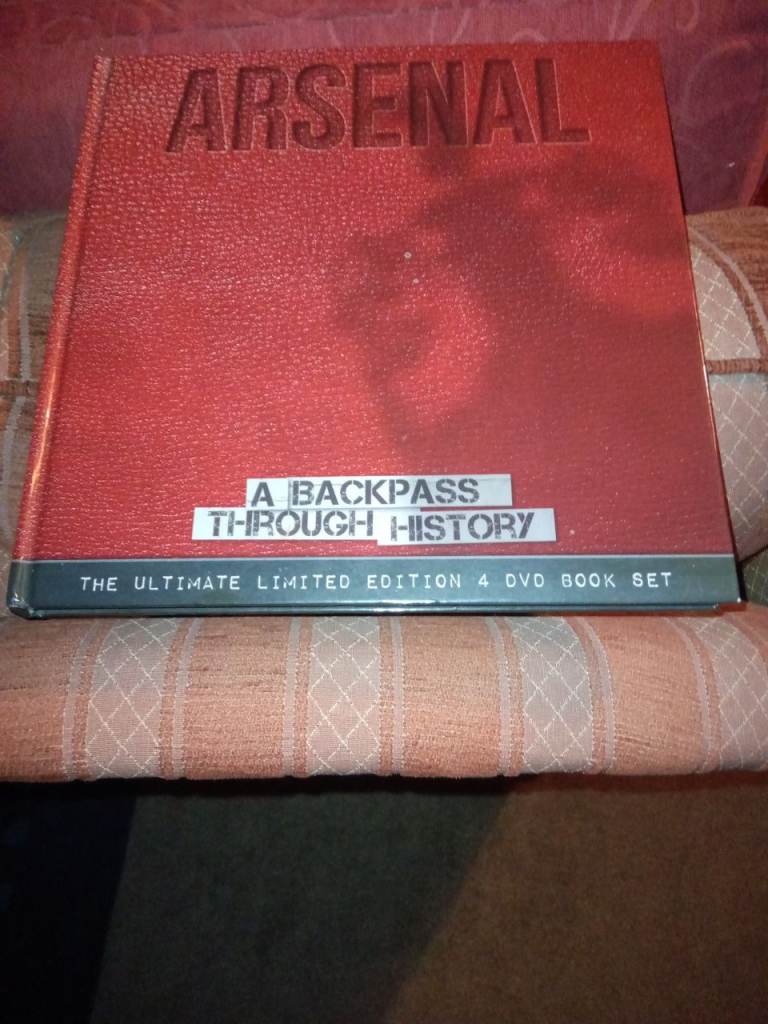 ARSENAL
A BACKPASS
THROUGH HISTORY
THE ULTIMATE LIMITED EDITION 4 DVD BOOK SET